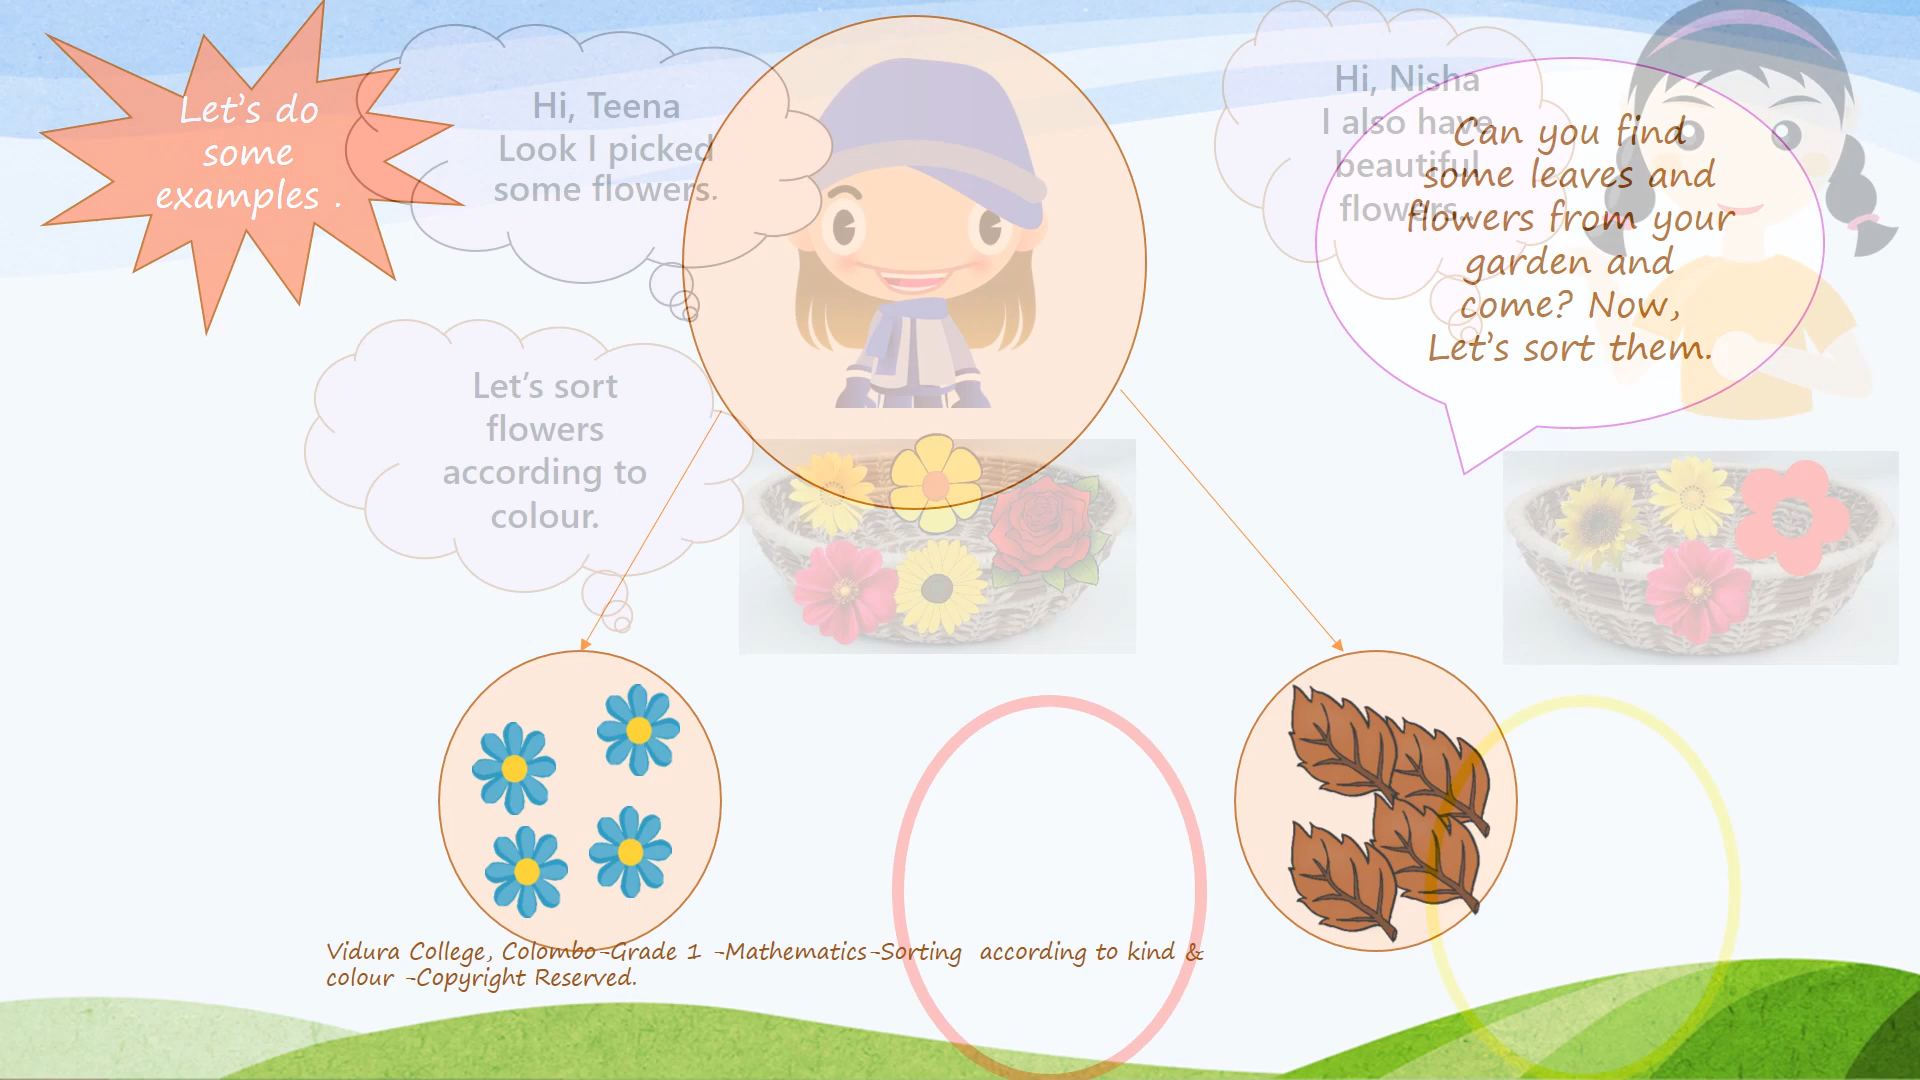 Let's do
some
examples .
Hi, Teena
Look I picked
some flowers.
Hi, Nisha
I also have
beautiful
flowers..
Can you find
some leaves and
flowers from your
garden and
come? Now,
Let's sort them.
Let's sort
flowers
according to
colour.
Vidura College, Colombo-Grade 1 -Mathematics-Sorting according to kind &
colour -Copyright Reserved.